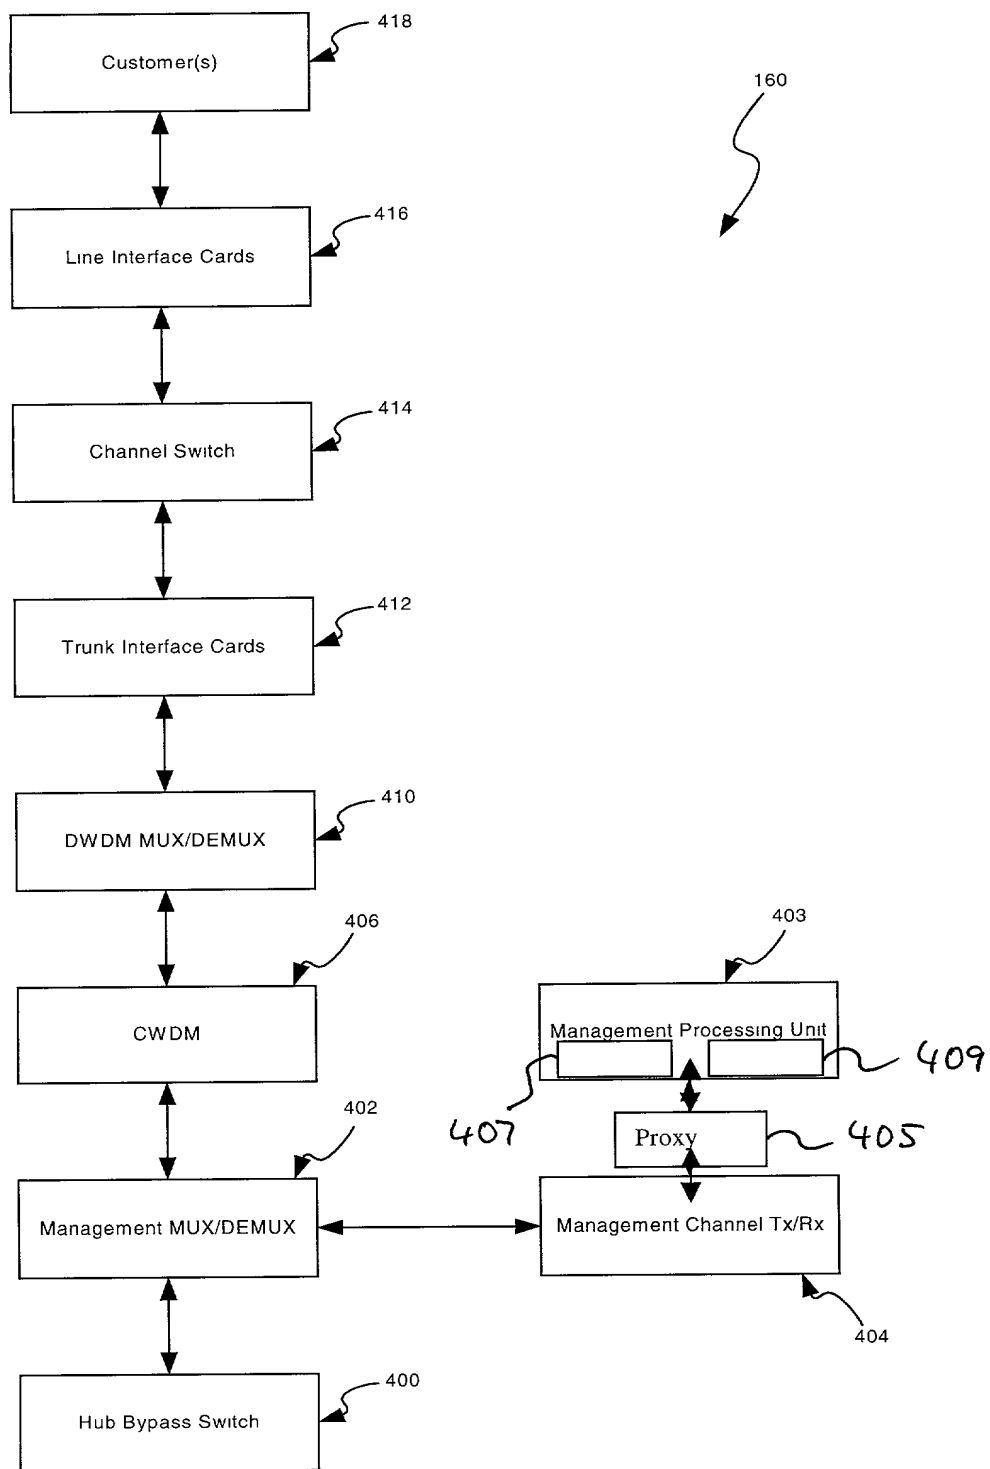 418
Customer(s)
160
416
Line Interface Cards
414
Channel Switch
412
Trunk Interface Cards
410
DWDM MUX/DEMUX
406
403
CWDM
Management Processing Unit
409
407
402
Proxy
405
Management MUX/DEMUX
Management Channel Tx/Rx
404
400
Hub Bypass Switch